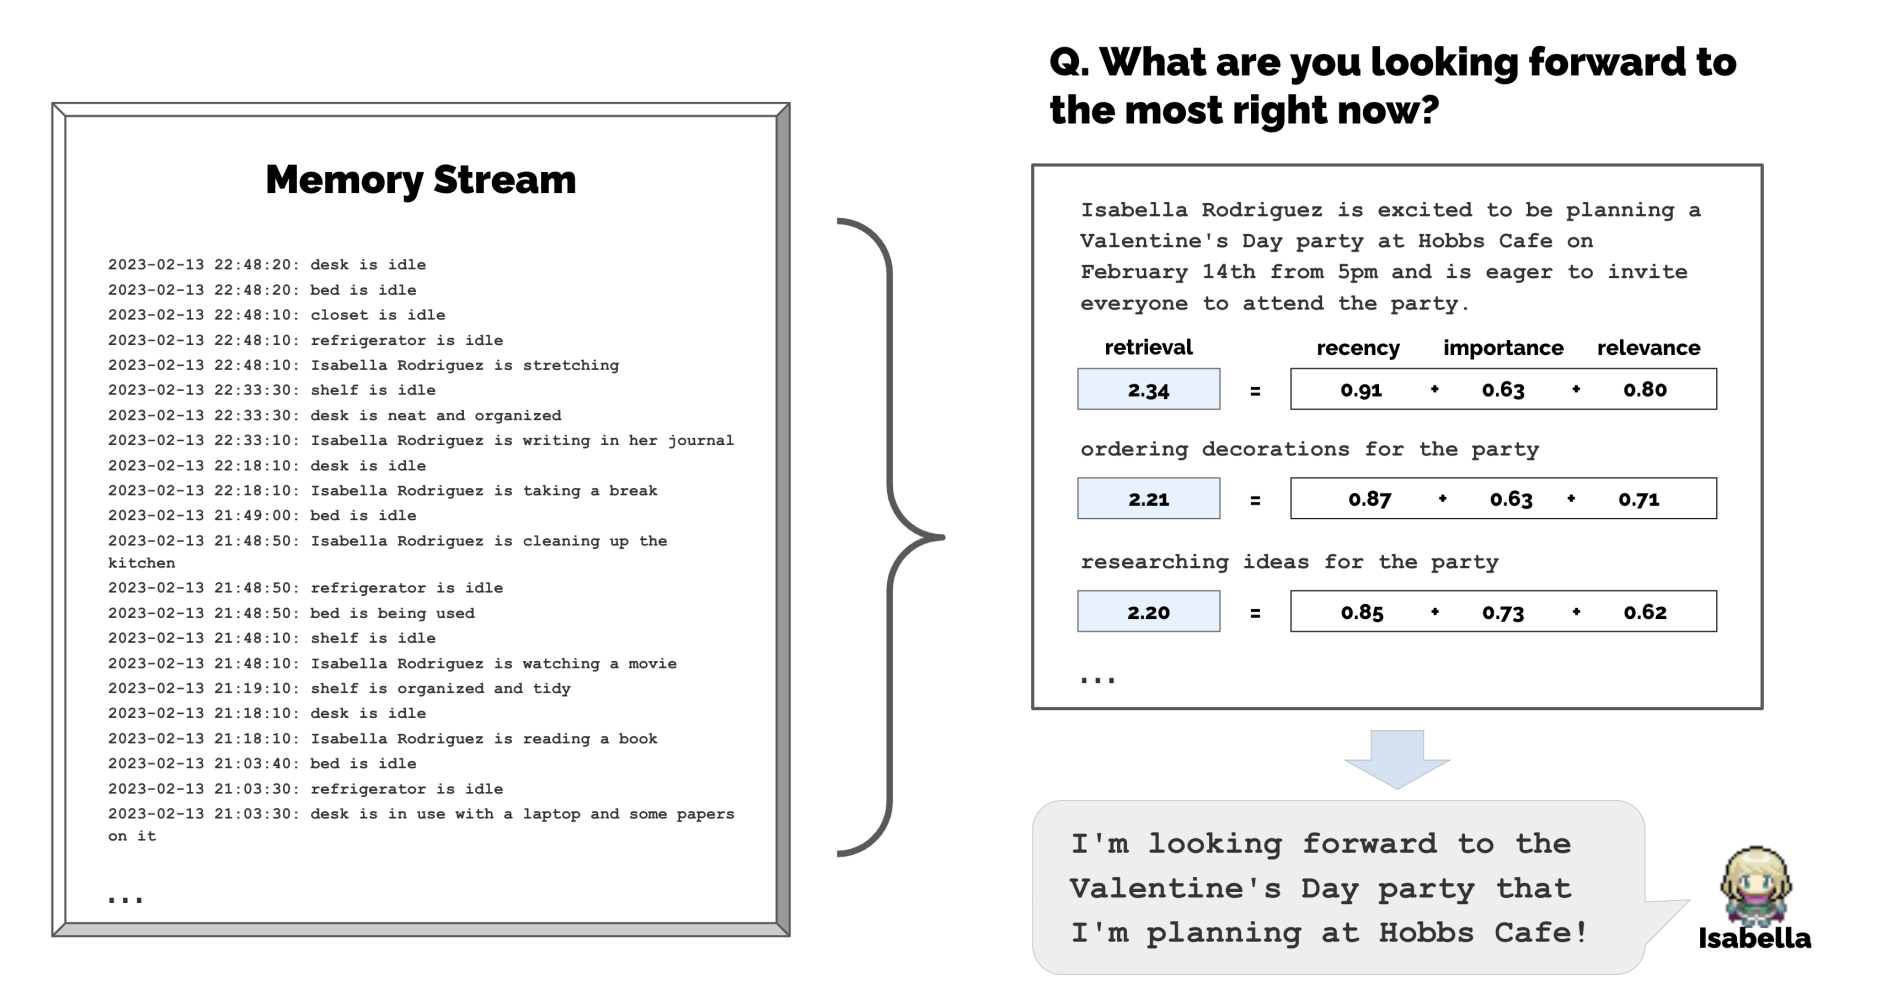 Memory Stream
2023-02-13 22:48:20: desk is idle
2023-02-13 22:48:20: bed is idle
2023-02-13 22:48:10: closet is idle
2023-02-13 22:48:10: refrigerator is idle
2023-02-13 22:48:10: Isabella Rodriguez is stretching
2023-02-13 22:33:30: shelf is idle
2023-02-13 22:33:30: desk is neat and organized
2023-02-13 22:33:10: Isabella Rodriguez is writing in her journal
2023-02-13 22:18:10: desk is idle
2023-02-13 22:18:10: Isabella Rodriguez is taking a break
2023-02-13 21:49:00: bed is idle
2023-02-13 21:48:50: Isabella Rodriguez is cleaning up the
kitchen
2023-02-13 21:48:50: refrigerator is idle
2023-02-13 21:48:50: bed is being used
2023-02-13 21:48:10: shelf is idle
2023-02-13 21:48:10: Isabella Rodriguez is watching a movie
2023-02-13 21:19:10: shelf is organized and tidy
2023-02-13 21:18:10: desk is idle
2023-02-13 21:18:10: Isabella Rodriguez is reading a book
2023-02-13 21:03:40: bed is idle
2023-02-13 21:03:30: refrigerator is idle
2023-02-13 21:03:30: desk is in use with a laptop and some papers
on it
...
Q. What are you looking forward to
the most right now?
Isabella Rodriguez is excited to be planning a
Valentine's Day party at Hobbs Cafe on
February 14th from 5pm and is eager to invite
everyone to attend the party.
retrieval recency importance relevance
2.34 = 0.91 + 0.63 + 0.80
ordering decorations for the party
2.21 = 0.87 + 0.63 + 0.71
researching ideas for the party
2.20 = 0.85 + 0.73 + 0.62
...
I'm looking forward to the
Valentine's Day party that
I'm planning at Hobbs Cafe!
Isabella